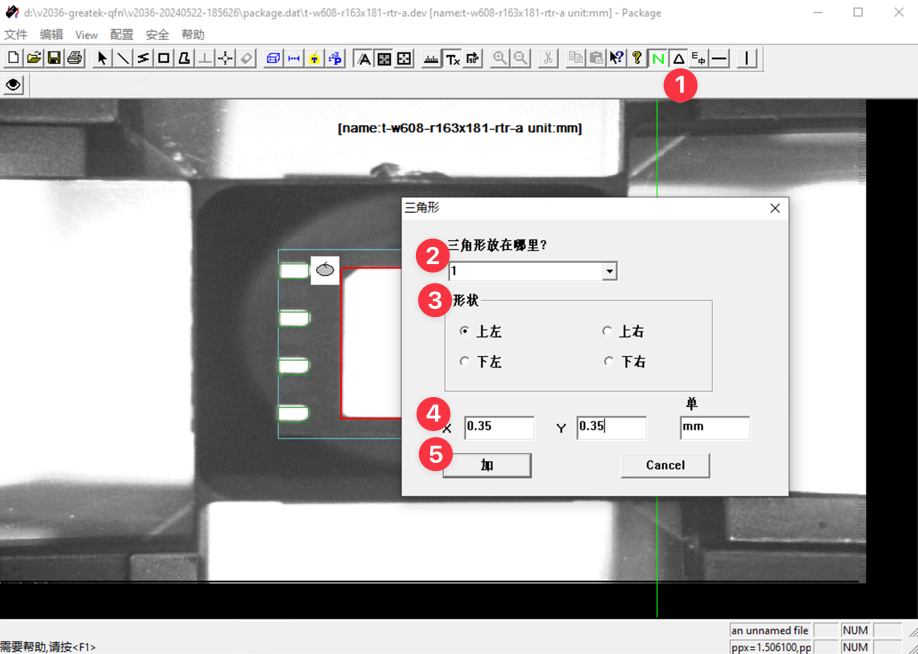 d:\v2036-greatek-qfn\v2036-20240522-185626\package.dat\t-w608-r163x181-rtr-a.dev [name:t-w608-r163x181-rtr-a unit:mm] - Package
文件 编辑 View 配置 安全 帮助
1
[name:t-w608-r163x181-rtr-a unit:mm]
三角形
2 三角形放在哪里?
1
3 形状
上左 上右
下左 下右
单
4 X 0.35 Y 0.35 mm
5 加 Cancel
an unnamed file NUM
需要帮助,请按<F1> ppx=1.506100,pp NUM